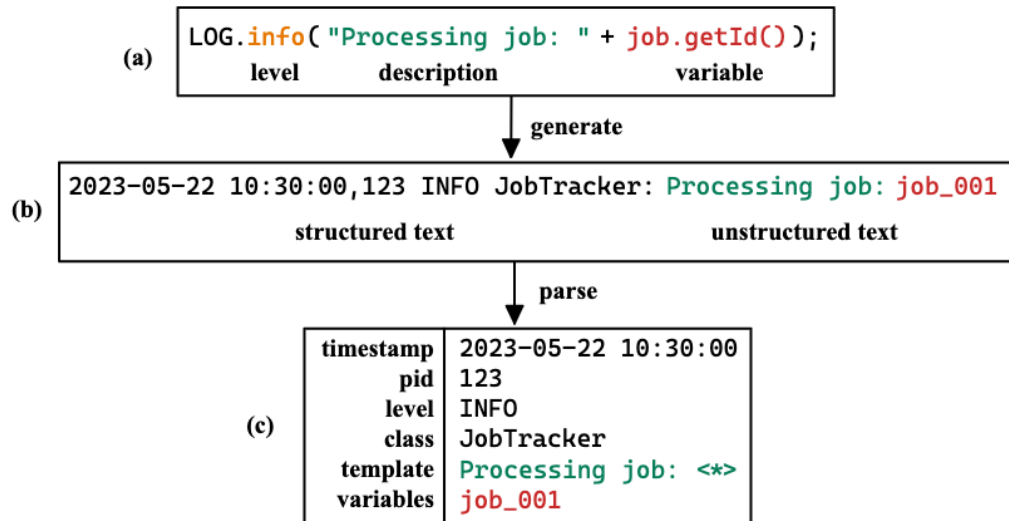 LOG.info("Processing job: " + job.getId());
(a)
level description variable
generate
2023-05-22 10:30:00,123 INFO JobTracker: Processing job: job_001
(b)
structured text unstructured text
parse
timestamp 2023-05-22 10:30:00
pid 123
level INFO
(c)
class JobTracker
template Processing job: <*>
variables job_001